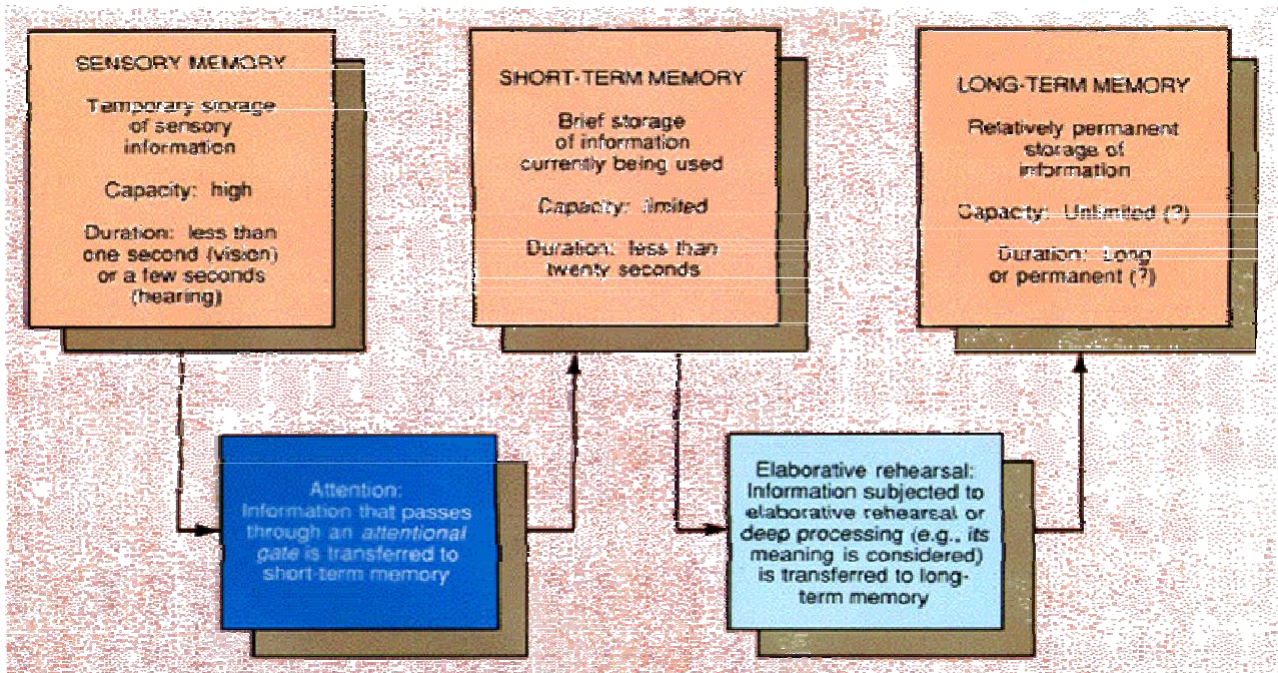 SENSORY MEMORY
Temporary storage
of sensory
information
Capacity: high
Duration: less than
one second (vision)
or a few seconds
(hearing)
SHORT-TERM MEMORY
Brief storage
of information
currently being used
Capacity: limited
Duration: less than
twenty seconds
LONG-TERM MEMORY
Relatively permanent
storage of
information
Capacity: Unlimited (?)
Duration: Long
or permanent (?)
Attention:
Information that passes
through an attentional
gate is transferred to
short-term memory
Elaborative rehearsal:
Information subjected to
elaborative rehearsal or
deep processing (e.g., its
meaning is considered)
is transferred to long-
term memory